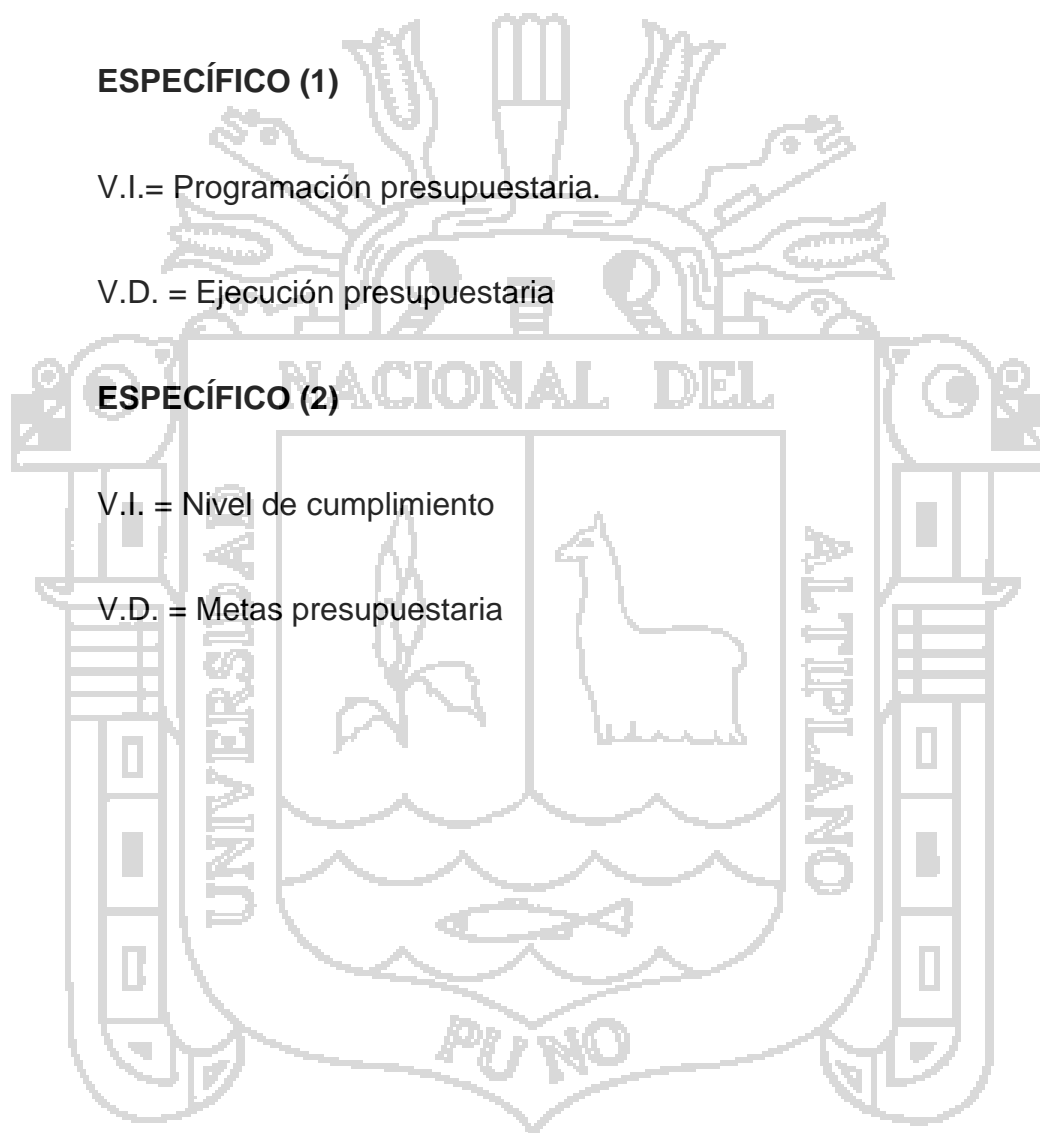 ESPECÍFICO (1)
V.I.= Programación presupuestaria.
V.D. = Ejecución presupuestaria
NACIONAL DEL
ESPECÍFICO (2)
V.I. = Nivel de cumplimiento
V.D. = Metas presupuestaria
UNIVERSIDAD
ALTIPLANO
PUNO